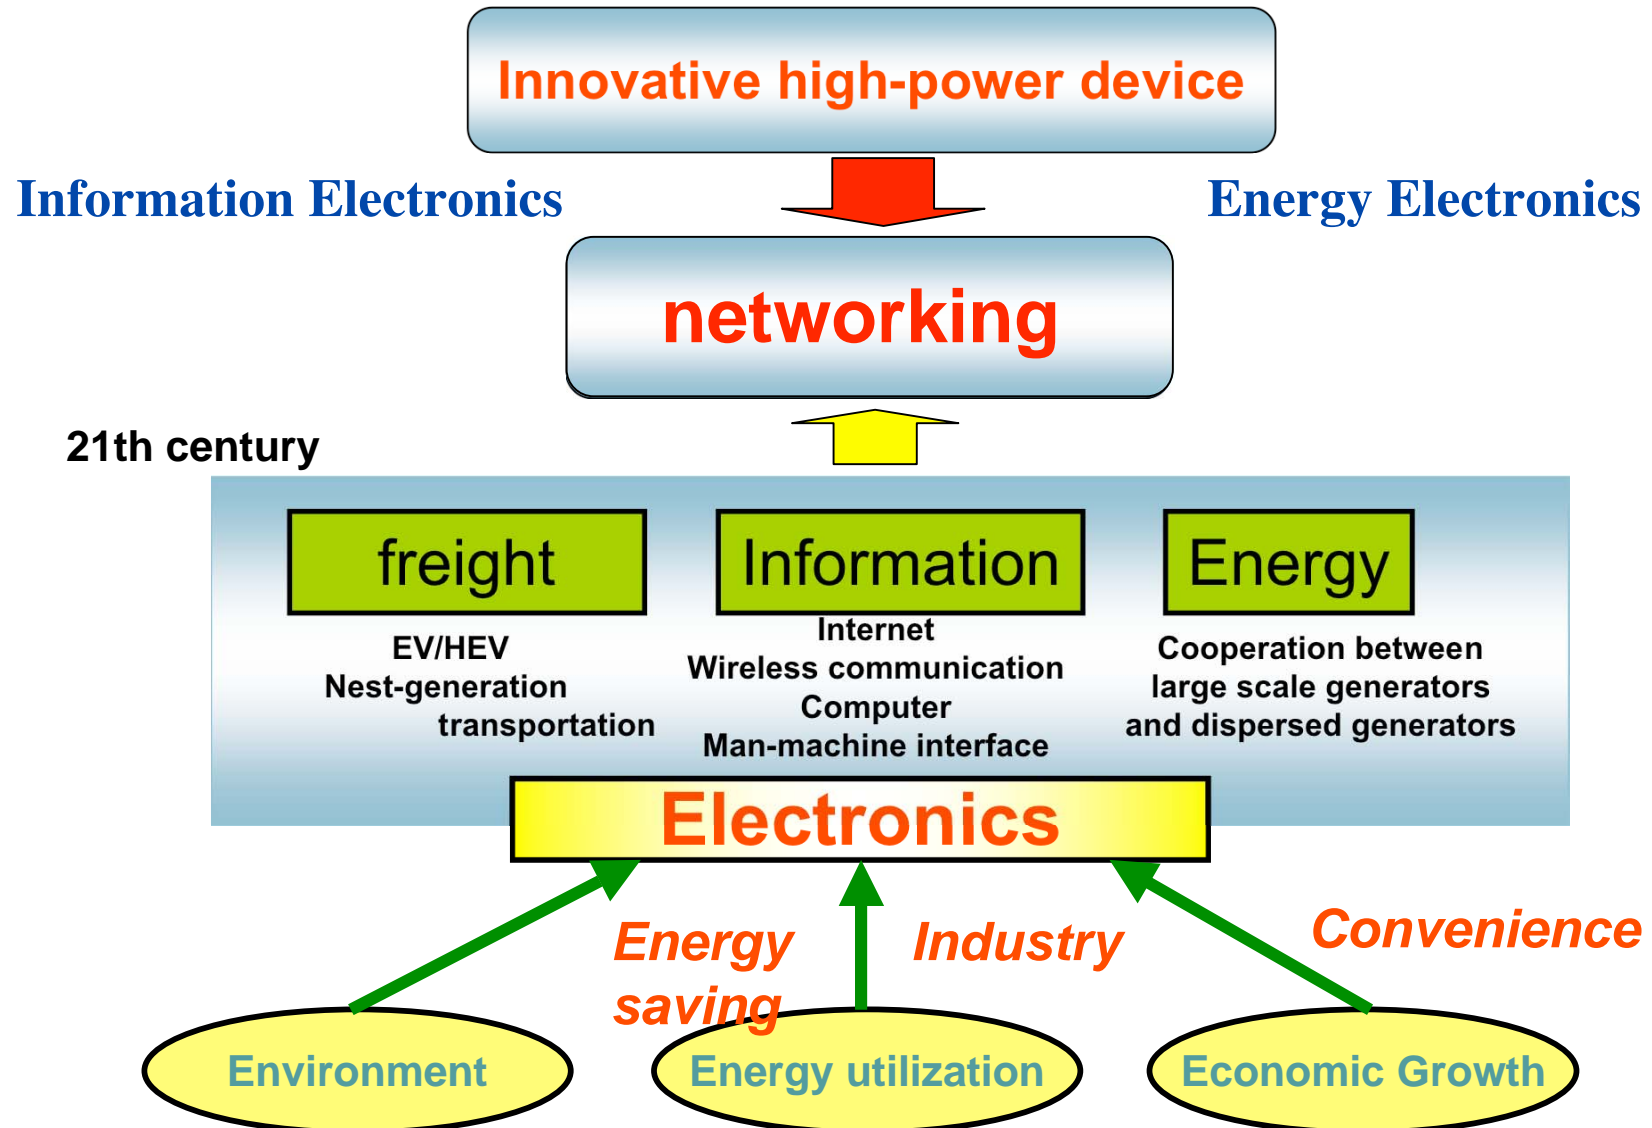 Innovative high-power device
Information Electronics
Energy Electronics
networking
21th century
freight
EV/HEV
Nest-generation
transportation
Information
Internet
Wireless communication
Computer
Man-machine interface
Energy
Cooperation between
large scale generators
and dispersed generators
Electronics
Energy
saving
Industry
Convenience
Environment
Energy utilization
Economic Growth